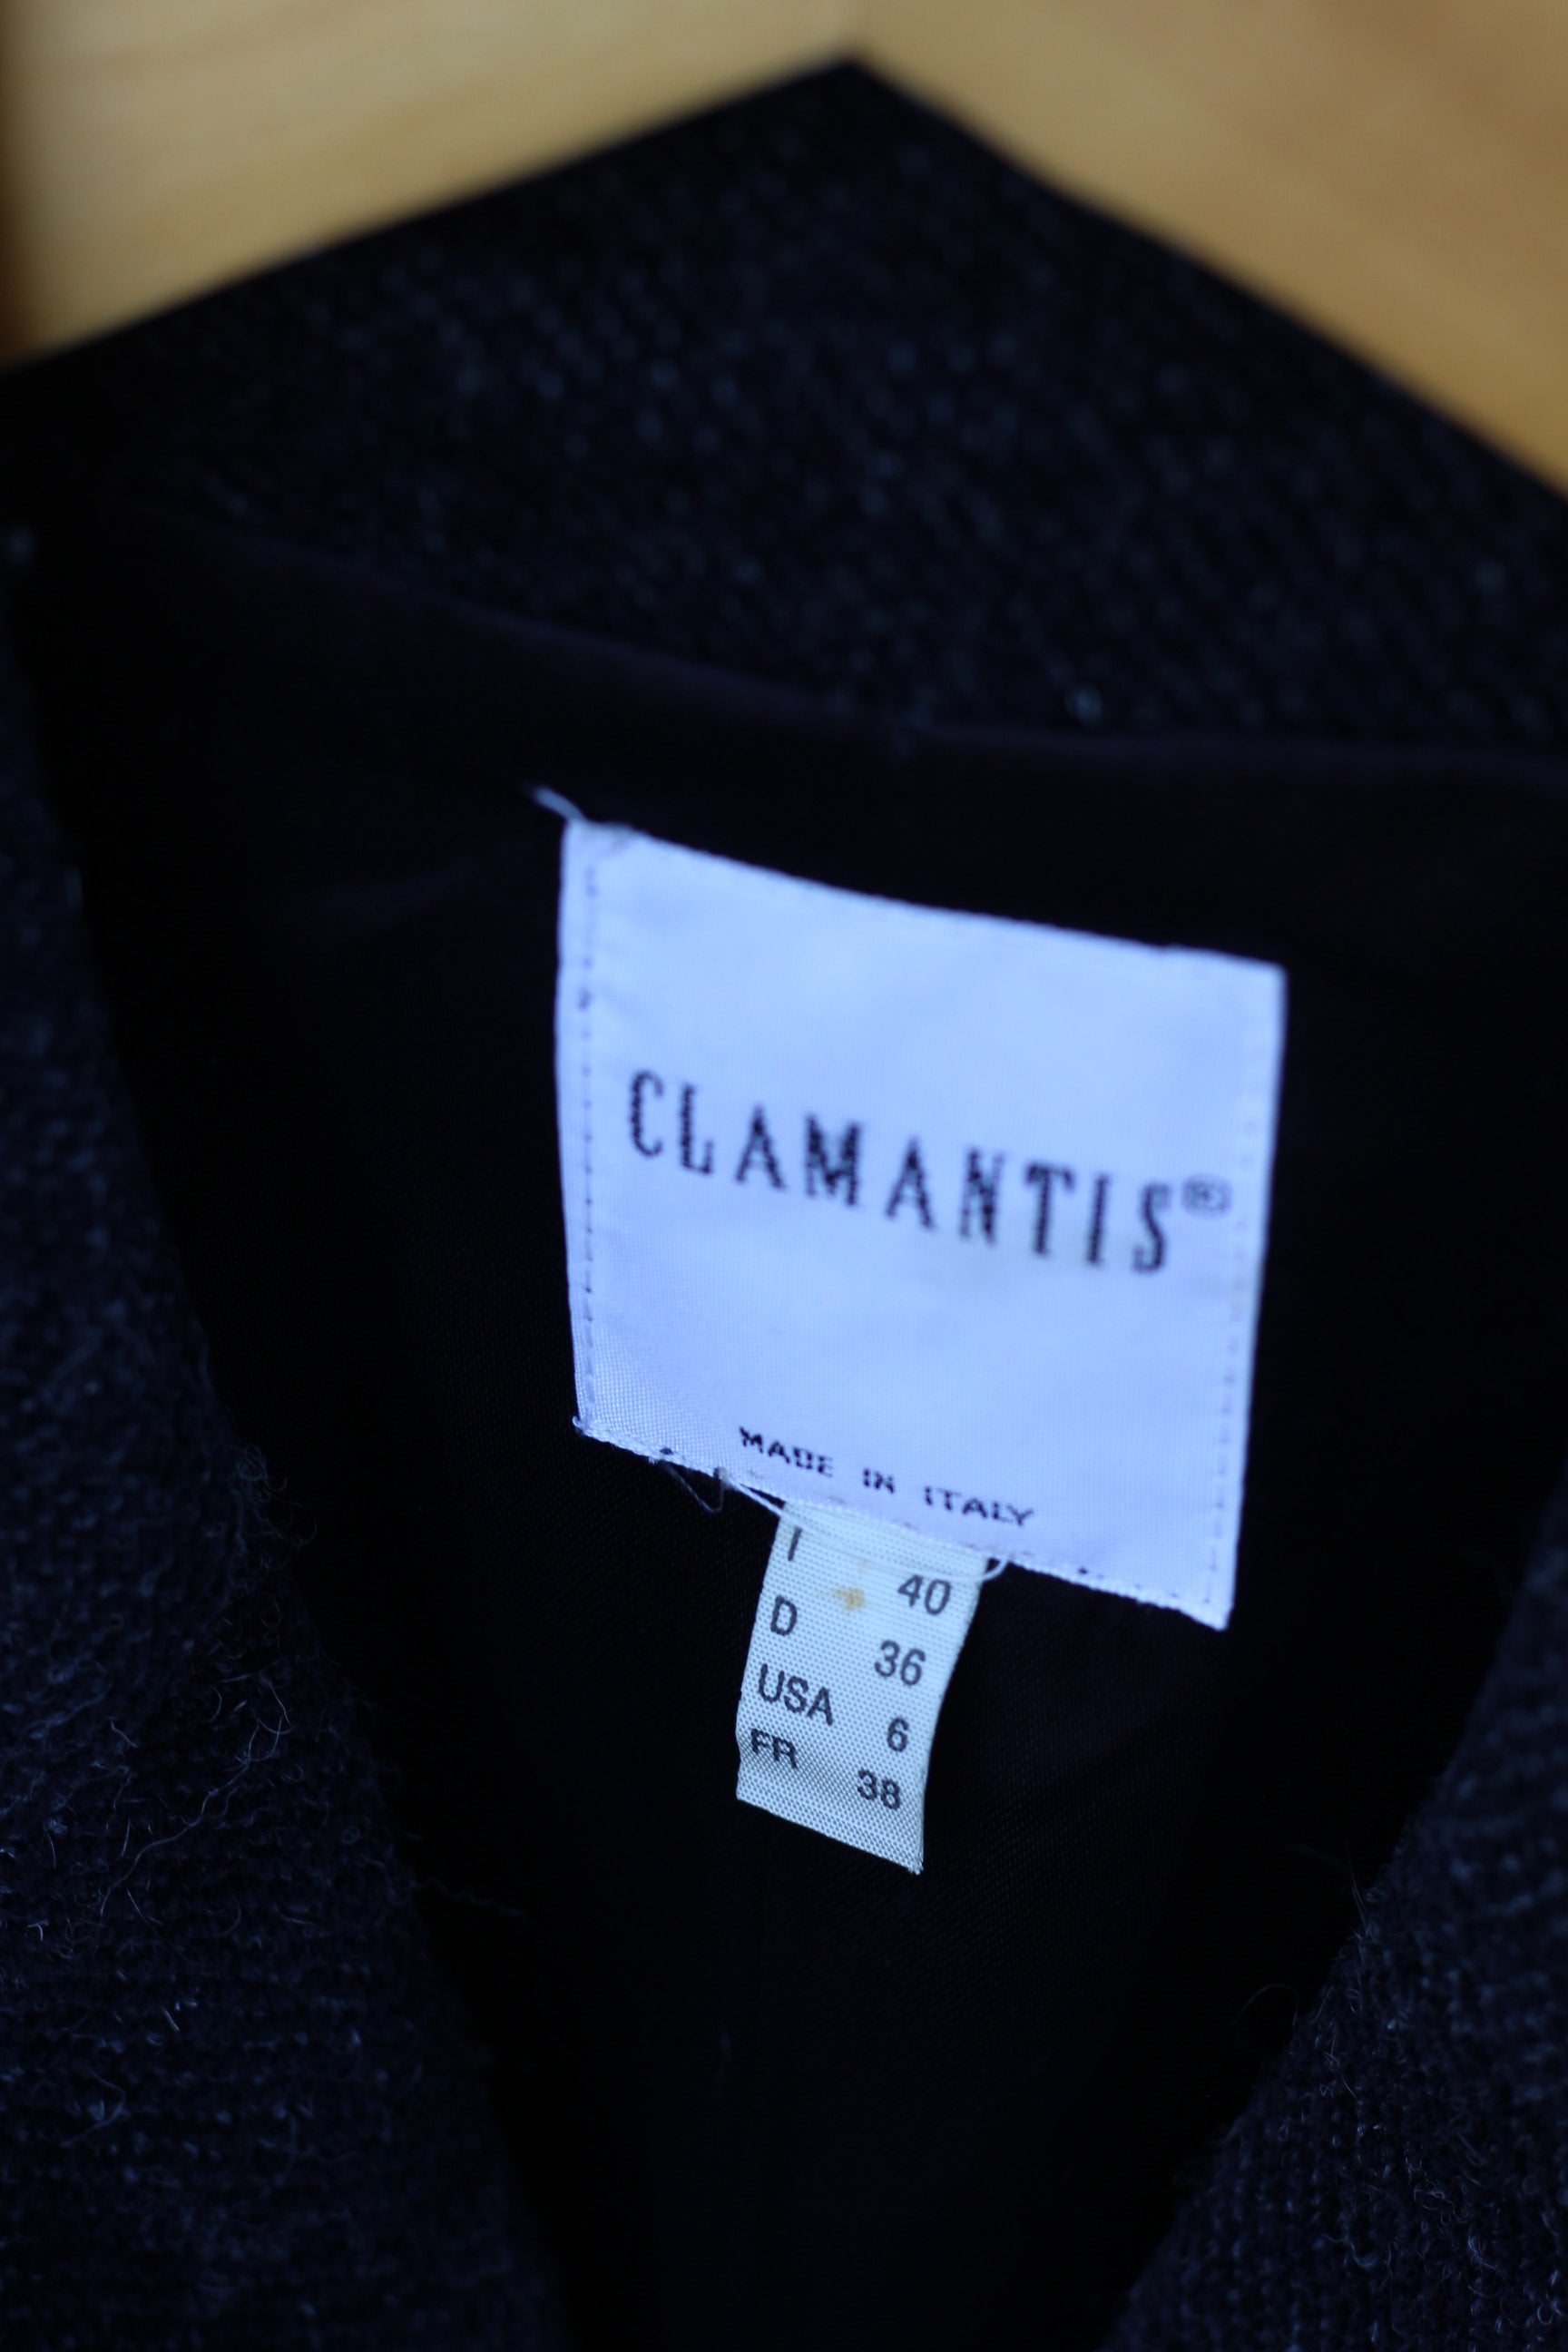 CLAMANTIS®
MADE IN ITALY
I 40
D 36
USA 6
FR 38